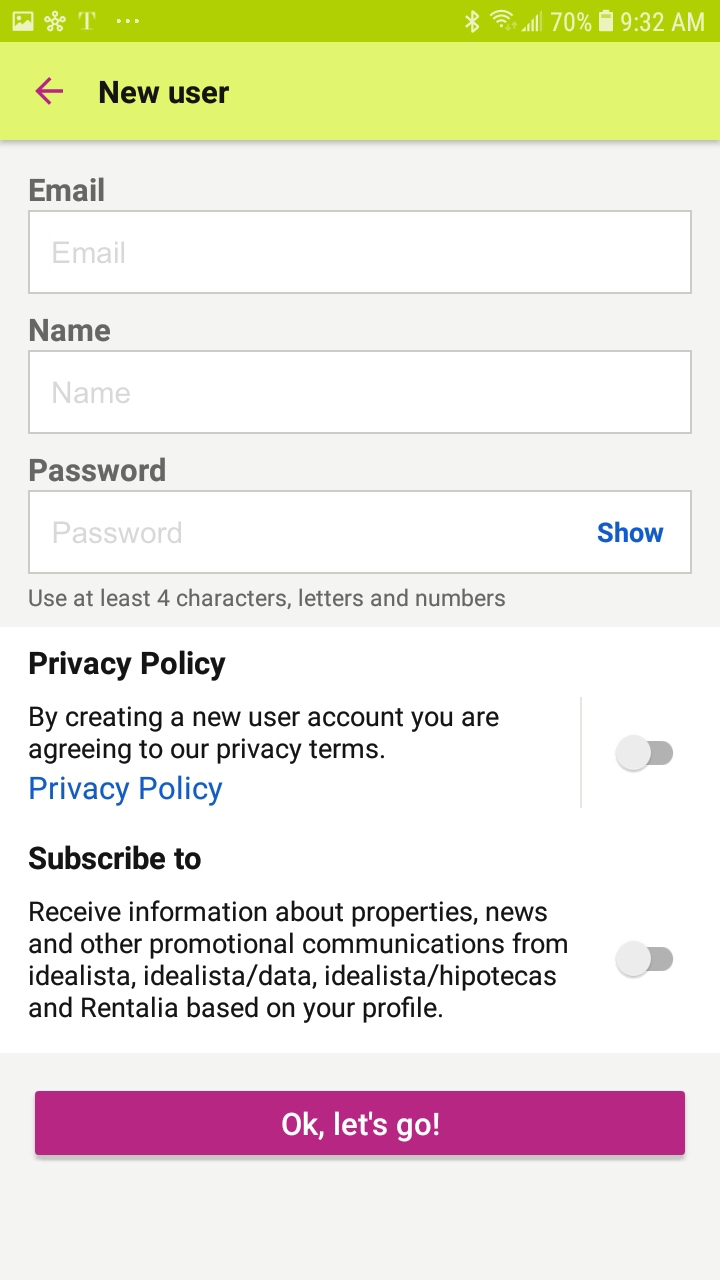 T ... 70% 9:32 AM
New user
Email
Email
Name
Name
Password
Password Show
Use at least 4 characters, letters and numbers
Privacy Policy
By creating a new user account you are
agreeing to our privacy terms.
Privacy Policy
Subscribe to
Receive information about properties, news
and other promotional communications from
idealista, idealista/data, idealista/hipotecas
and Rentalia based on your profile.
Ok, let's go!